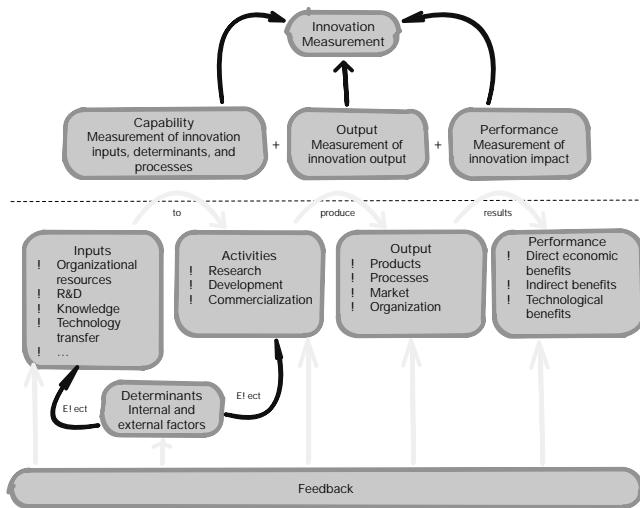 Innovation
Measurement
Capability
Measurement of innovation
inputs, determinants, and
processes
+
Output
Measurement of
innovation output
+
Performance
Measurement of
innovation impact
to
produce
results
Inputs
! Organizational
resources
! R&D
! Knowledge
! Technology
transfer
! ...
Activities
! Research
! Development
! Commercialization
Output
! Products
! Processes
! Market
! Organization
Performance
! Direct economic
benefits
! Indirect benefits
! Technological
benefits
E! ect
Determinants
Internal and
external factors
E! ect
Feedback